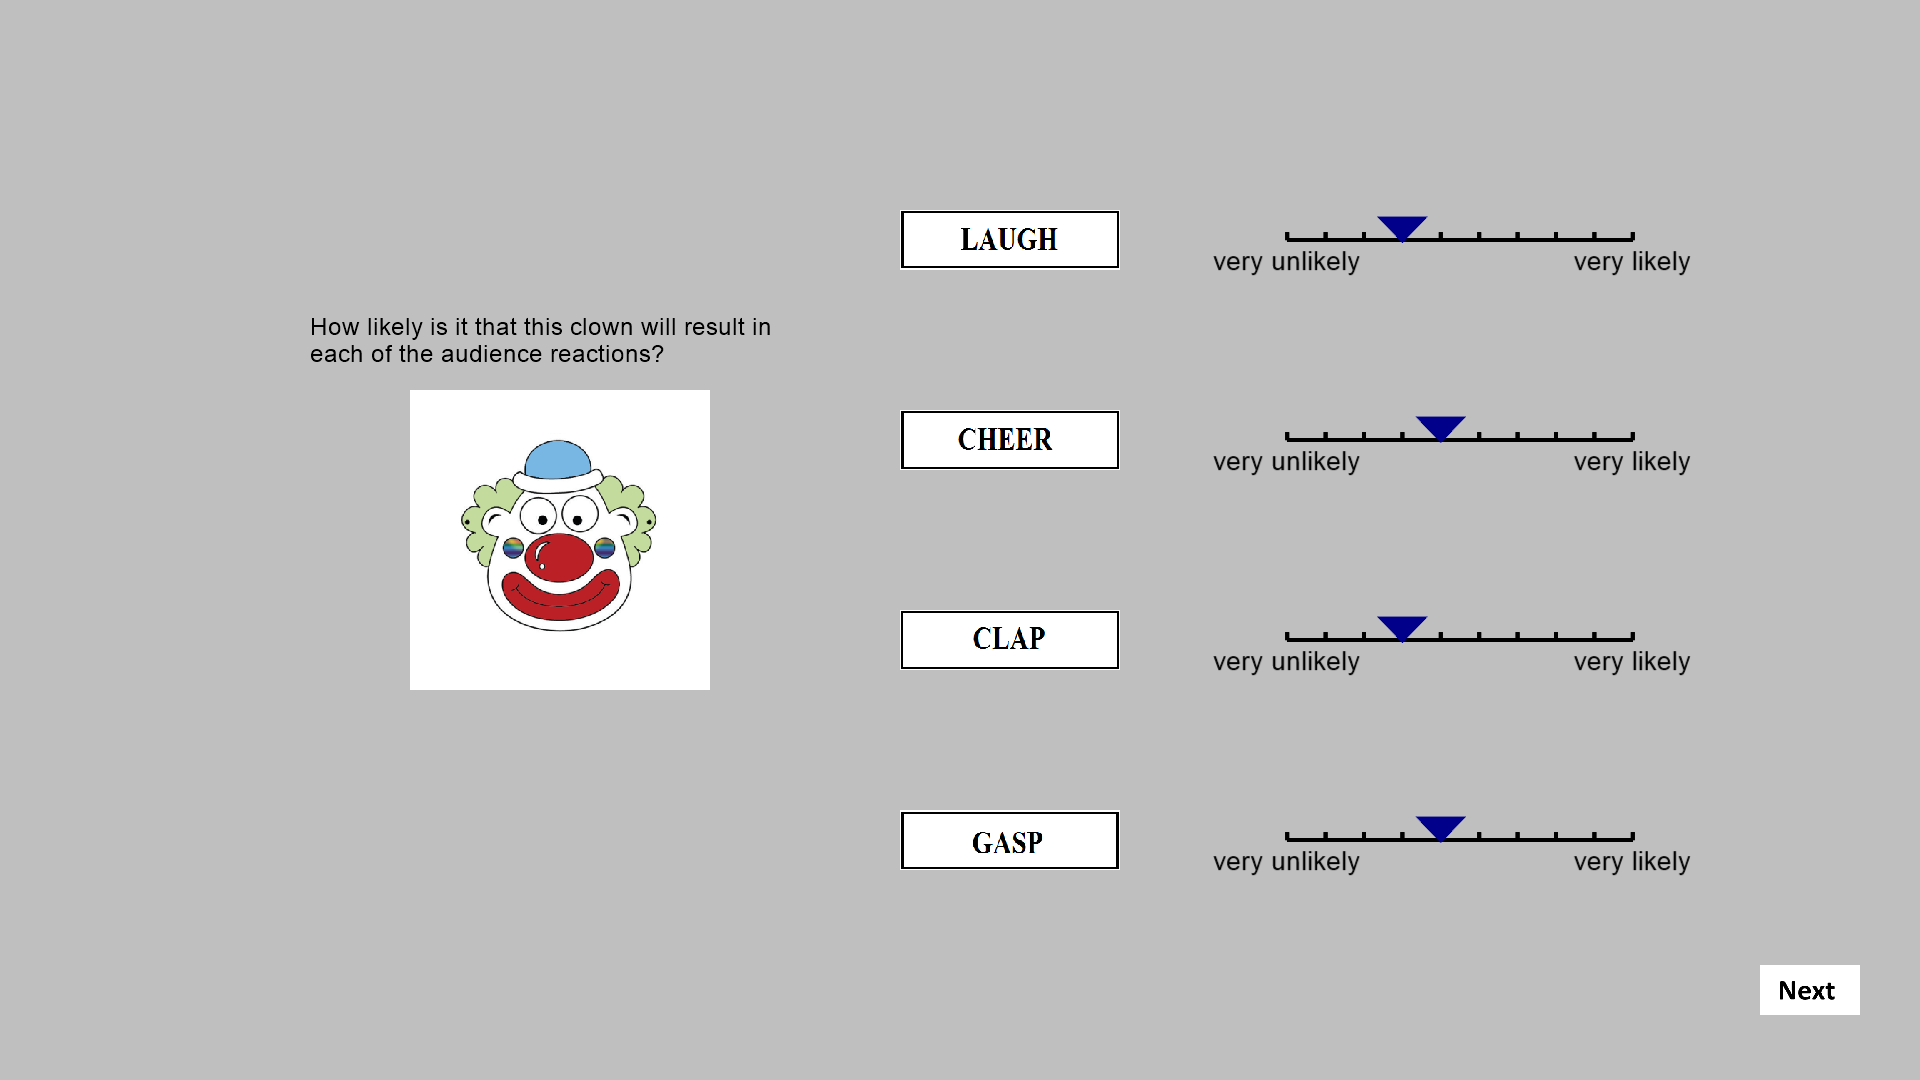 LAUGH
very unlikely
very likely
How likely is it that this clown will result in
each of the audience reactions?
CHEER
very unlikely
very likely
CLAP
very unlikely
very likely
GASP
very unlikely
very likely
Next